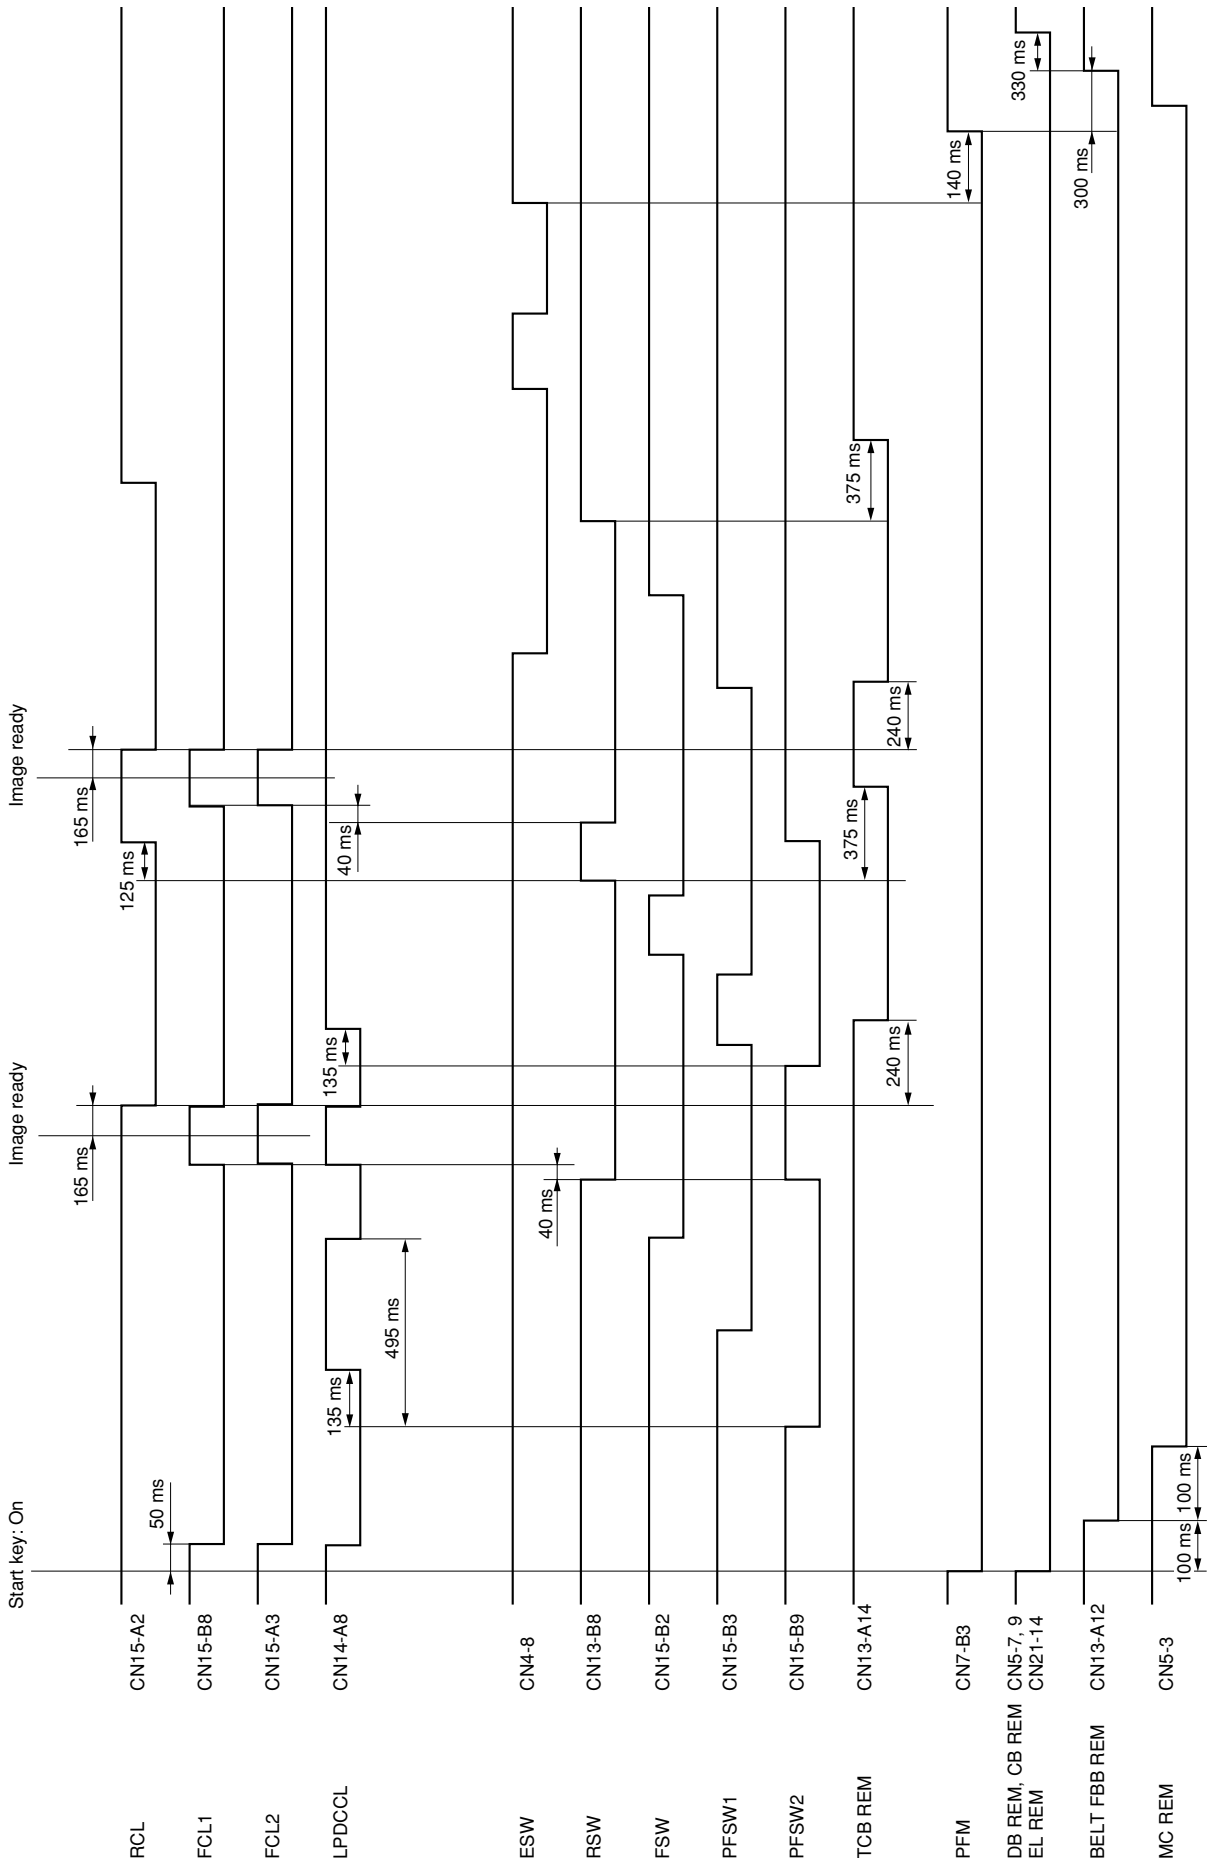 Start key: On
Image ready
Image ready
RCL CN15-A2
165 ms
125 ms
165 ms
FCL1 CN15-B8
50 ms
FCL2 CN15-A3
LPDCCL CN14-A8
135 ms
135 ms
40 ms
495 ms
ESW CN4-8
40 ms
RSW CN13-B8
FSW CN15-B2
PFSW1 CN15-B3
PFSW2 CN15-B9
TCB REM CN13-A14
240 ms
375 ms
240 ms
375 ms
PFM CN7-B3
140 ms
DB REM, CB REM CN5-7, 9
EL REM CN21-14
330 ms
BELT FBB REM CN13-A12
300 ms
MC REM CN5-3
100 ms
100 ms